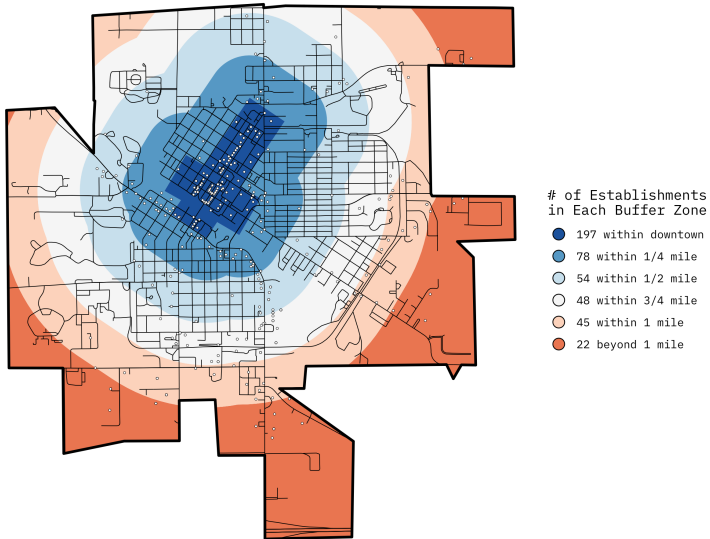 # of Establishments
in Each Buffer Zone
197 within downtown
78 within 1/4 mile
54 within 1/2 mile
48 within 3/4 mile
45 within 1 mile
22 beyond 1 mile